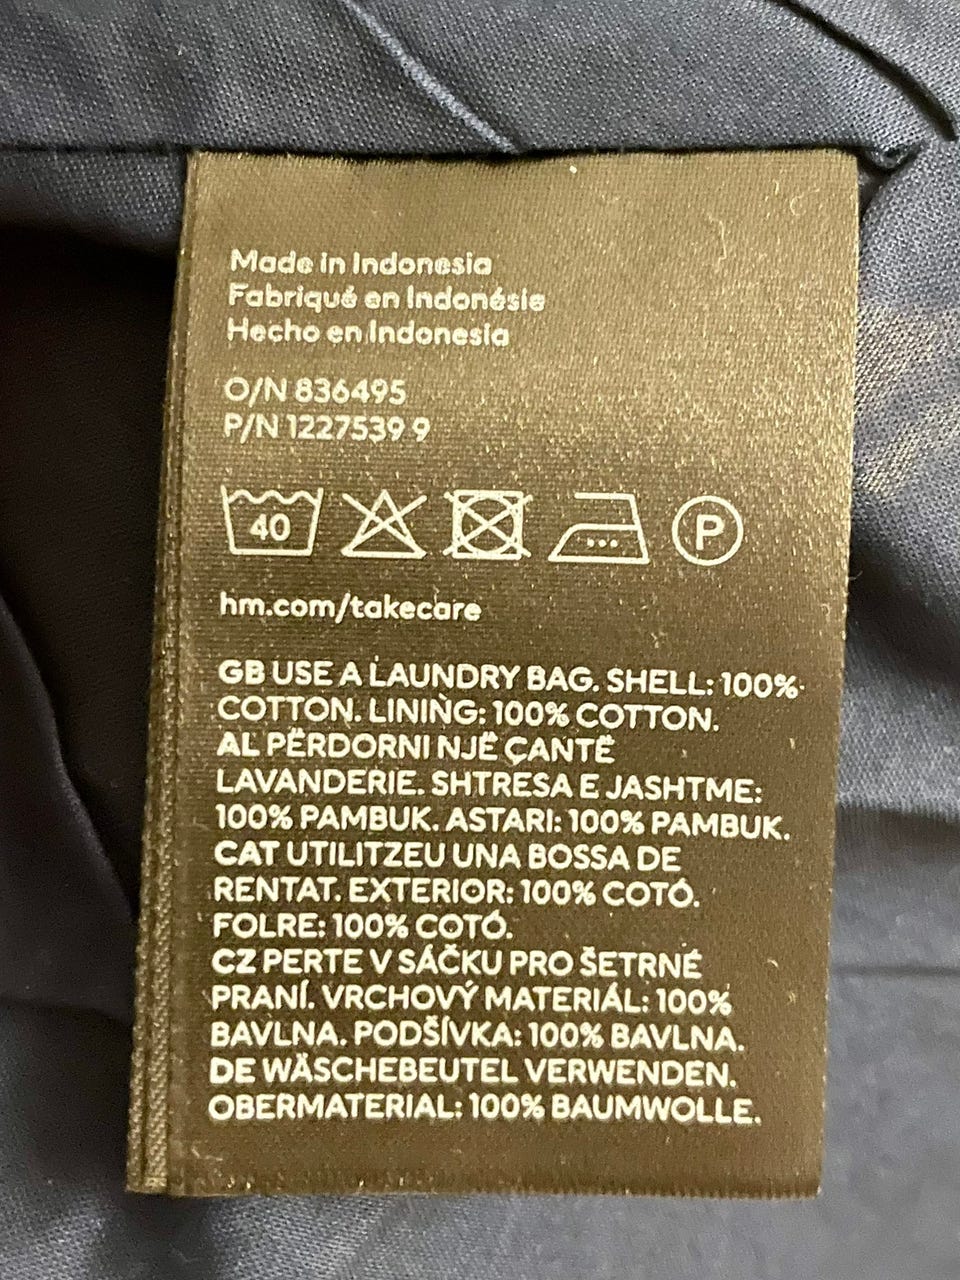 Made in Indonesia
Fabriqué en Indonésie
Hecho en Indonesia
O/N 836495
P/N 1227539 9
40 P
hm.com/takecare
GB USE A LAUNDRY BAG. SHELL: 100%
COTTON. LINING: 100% COTTON.
AL PËRDORNI NJË ÇANTË
LAVANDERIE. SHTRESA E JASHTME:
100% PAMBUK. ASTARI: 100% PAMBUK.
CAT UTILITZEU UNA BOSSA DE
RENTAT. EXTERIOR: 100% COTÓ.
FOLRE: 100% COTÓ.
CZ PERTE V SÁČKU PRO ŠETRNÉ
PRANÍ. VRCHOVÝ MATERIÁL: 100%
BAVLNA. PODŠÍVKA: 100% BAVLNA.
DE WÄSCHEBEUTEL VERWENDEN.
OBERMATERIAL: 100% BAUMWOLLE.